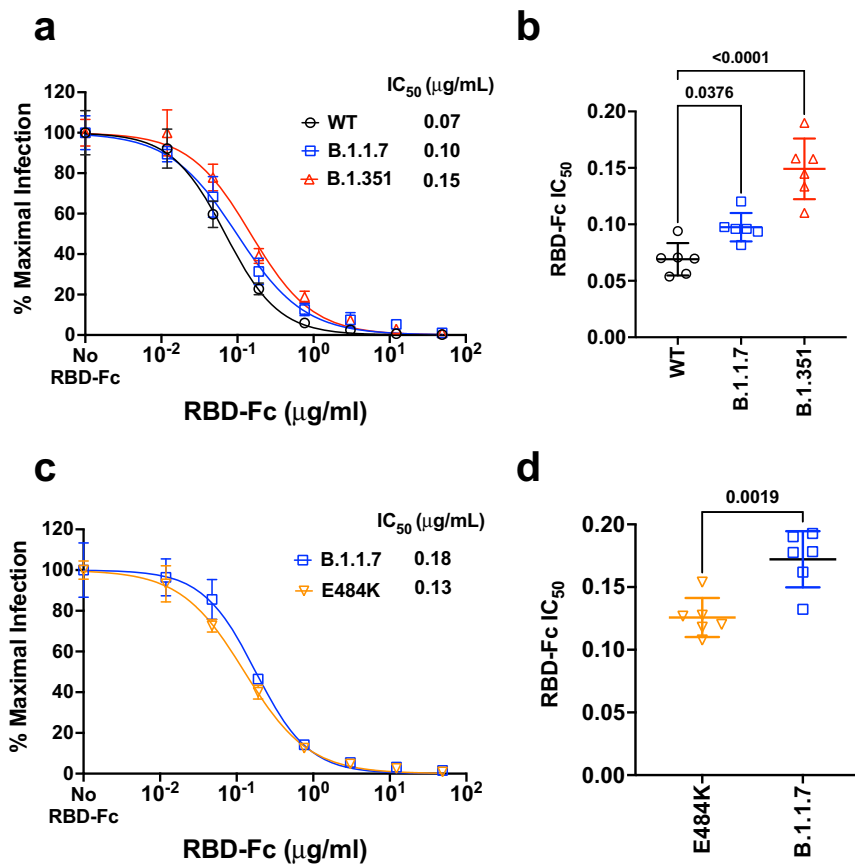 a
IC50 (μg/mL)
WT 0.07
B.1.1.7 0.10
B.1.351 0.15
120
100
80
60
40
20
0
% Maximal Infection
No RBD-Fc
10-2
10-1
100
101
102
RBD-Fc (μg/ml)
b
<0.0001
0.0376
0.20
0.15
0.10
0.05
0.00
RBD-Fc IC50
WT
B.1.1.7
B.1.351
c
IC50 (μg/mL)
B.1.1.7 0.18
E484K 0.13
120
100
80
60
40
20
0
% Maximal Infection
No RBD-Fc
10-2
10-1
100
101
102
RBD-Fc (μg/ml)
d
0.0019
0.20
0.15
0.10
0.05
0.00
RBD-Fc IC50
E484K
B.1.1.7